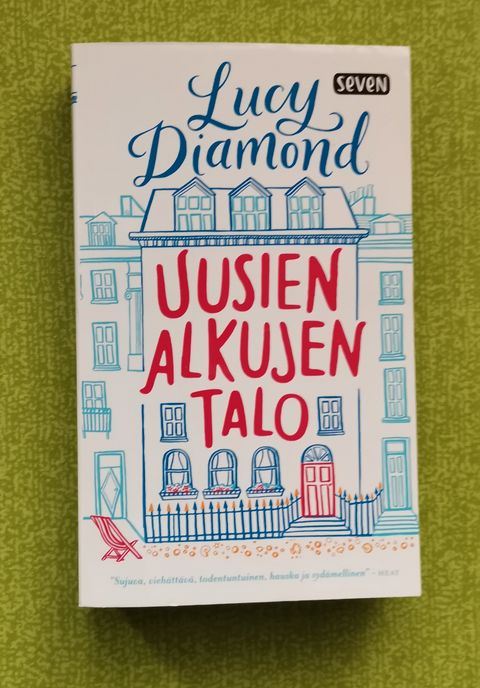 Lucy
seven
Diamond
UUSIEN
ALKUJEN
TALO
"Sujuva, viehättävä, todentuntuinen, hauska ja sydämellinen" – HEAT